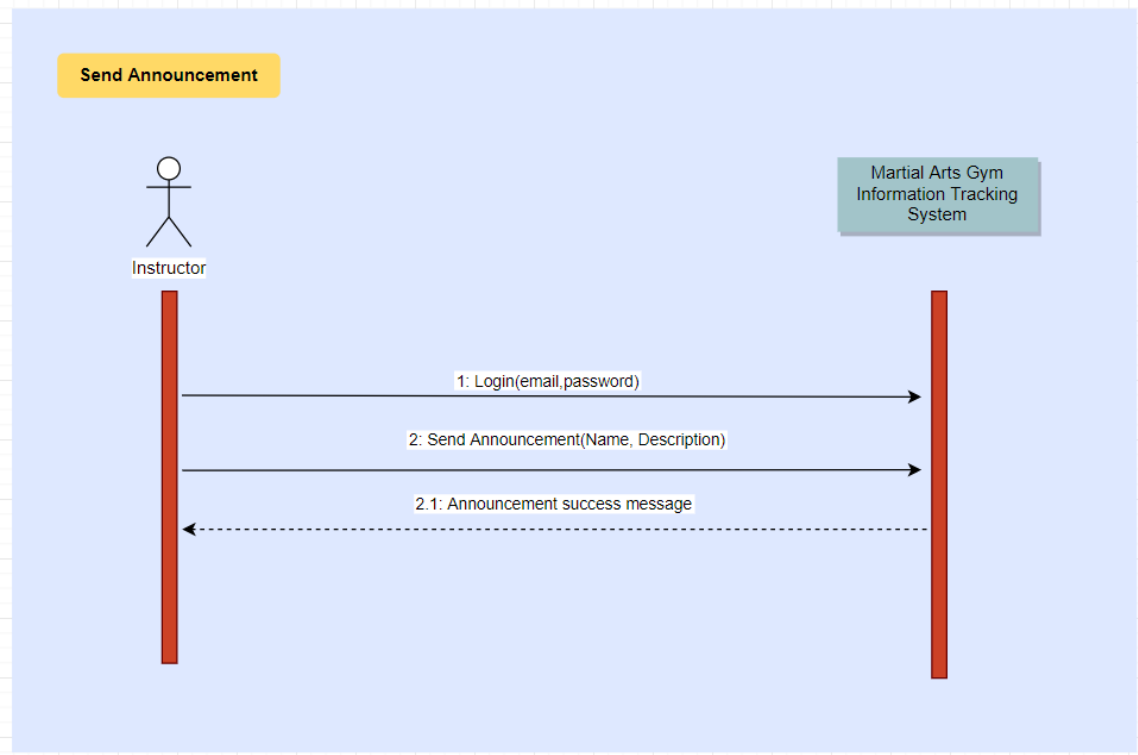 Send Announcement
Martial Arts Gym
Information Tracking
System
Instructor
1: Login(email,password)
2: Send Announcement(Name, Description)
2.1: Announcement success message